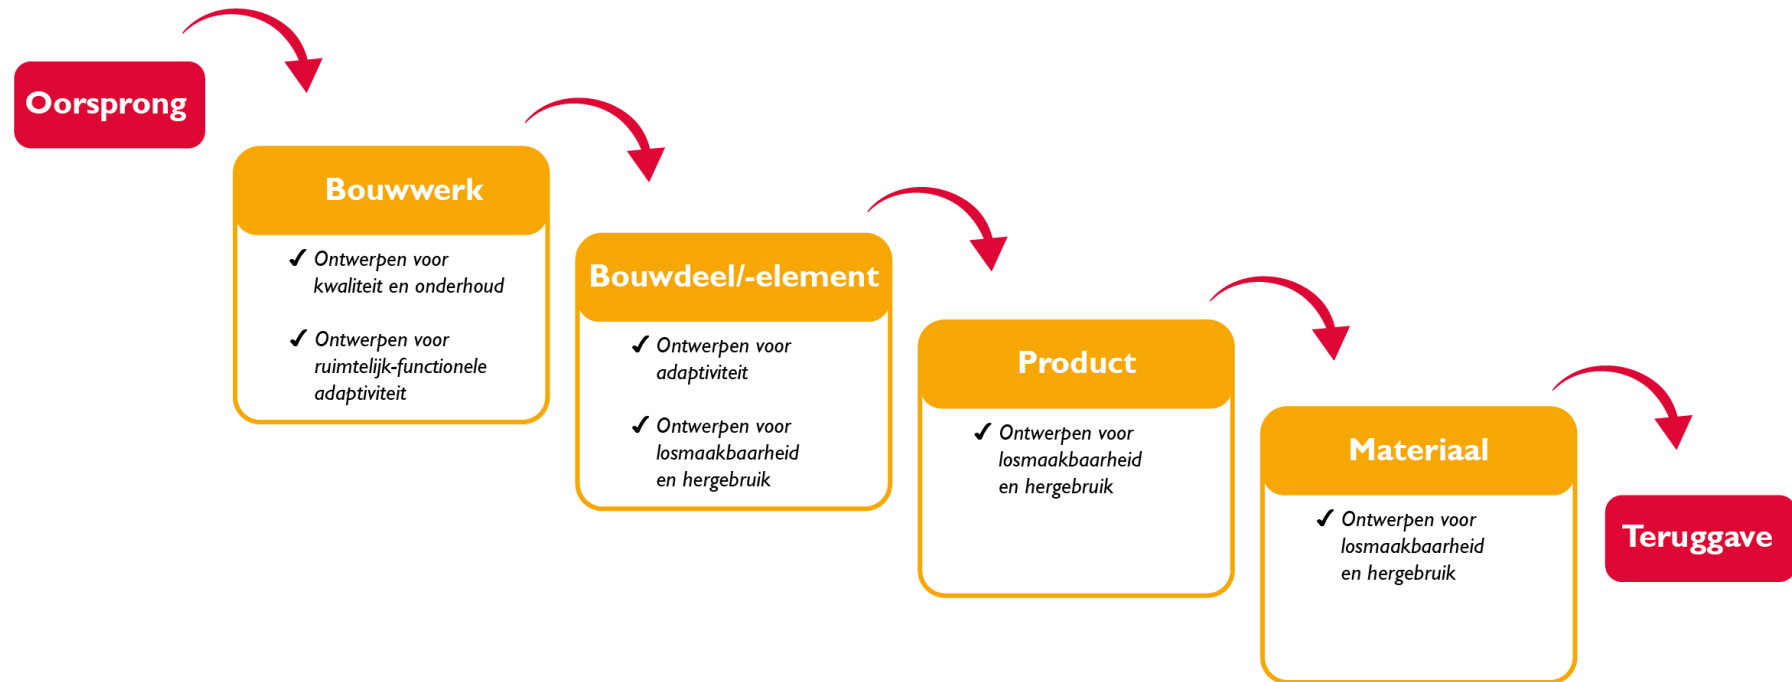 Oorsprong
Bouwwerk
✓ Ontwerpen voor
kwaliteit en onderhoud
✓ Ontwerpen voor
ruimtelijk-functionele
adaptiviteit
Bouwdeel/-element
✓ Ontwerpen voor
adaptiviteit
✓ Ontwerpen voor
losmaakbaarheid
en hergebruik
Product
✓ Ontwerpen voor
losmaakbaarheid
en hergebruik
Materiaal
✓ Ontwerpen voor
losmaakbaarheid
en hergebruik
Teruggave